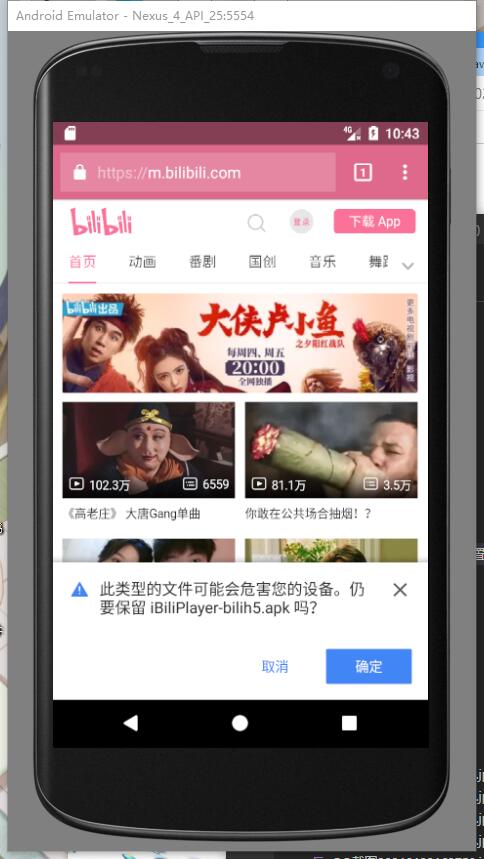 Android Emulator - Nexus_4_API_25:5554
4G 10:43
https://m.bilibili.com
1
bilibili
登录
下载 App
首页 动画 番剧 国创 音乐 舞蹈
bilibili出品
大侠卢小鱼
之夕阳红战队
每周四、周五
20:00
全网独播
102.3万 6559
81.1万 3.5万
《高老庄》 大唐Gang单曲
你敢在公共场合抽烟！？
此类型的文件可能会危害您的设备。仍
要保留 iBiliPlayer-bilih5.apk 吗？
取消
确定